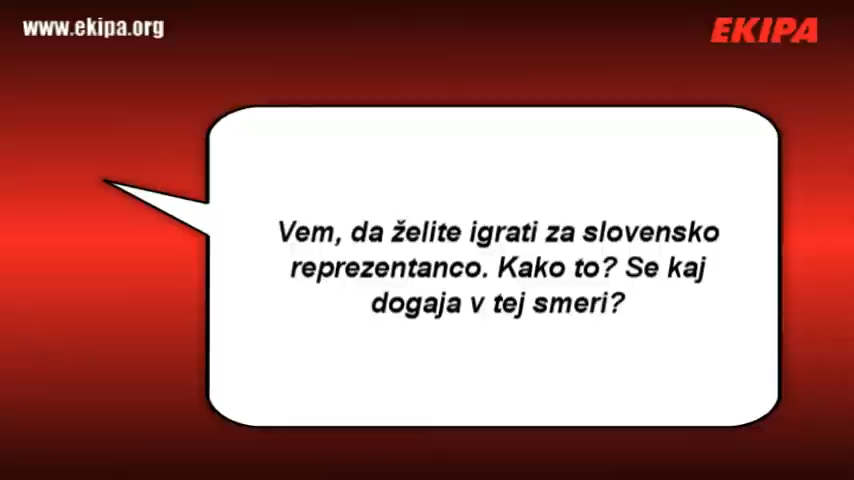 www.ekipa.org
EKIPA
Vem, da želite igrati za slovensko
reprezentanco. Kako to? Se kaj
dogaja v tej smeri?